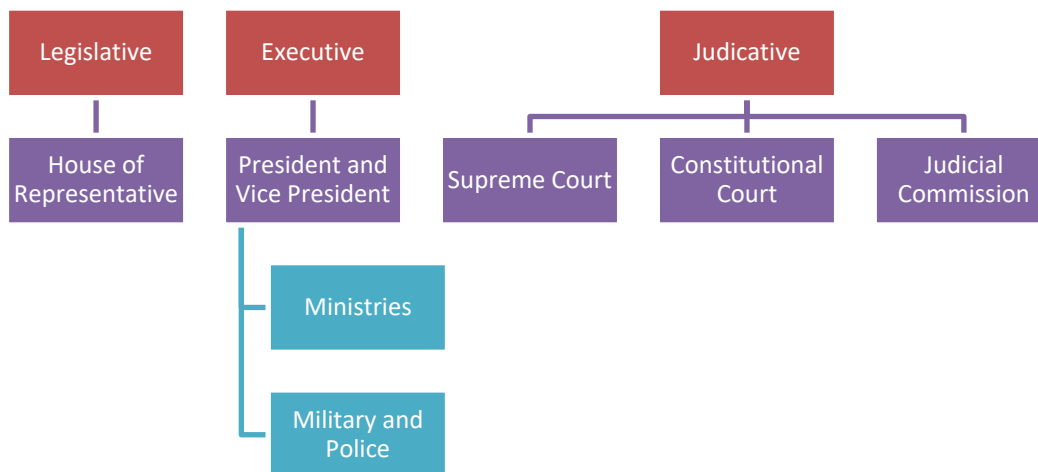 Legislative
Executive
Judicative
House of
Representative
President and
Vice President
Supreme Court
Constitutional
Court
Judicial
Commission
Ministries
Military and
Police